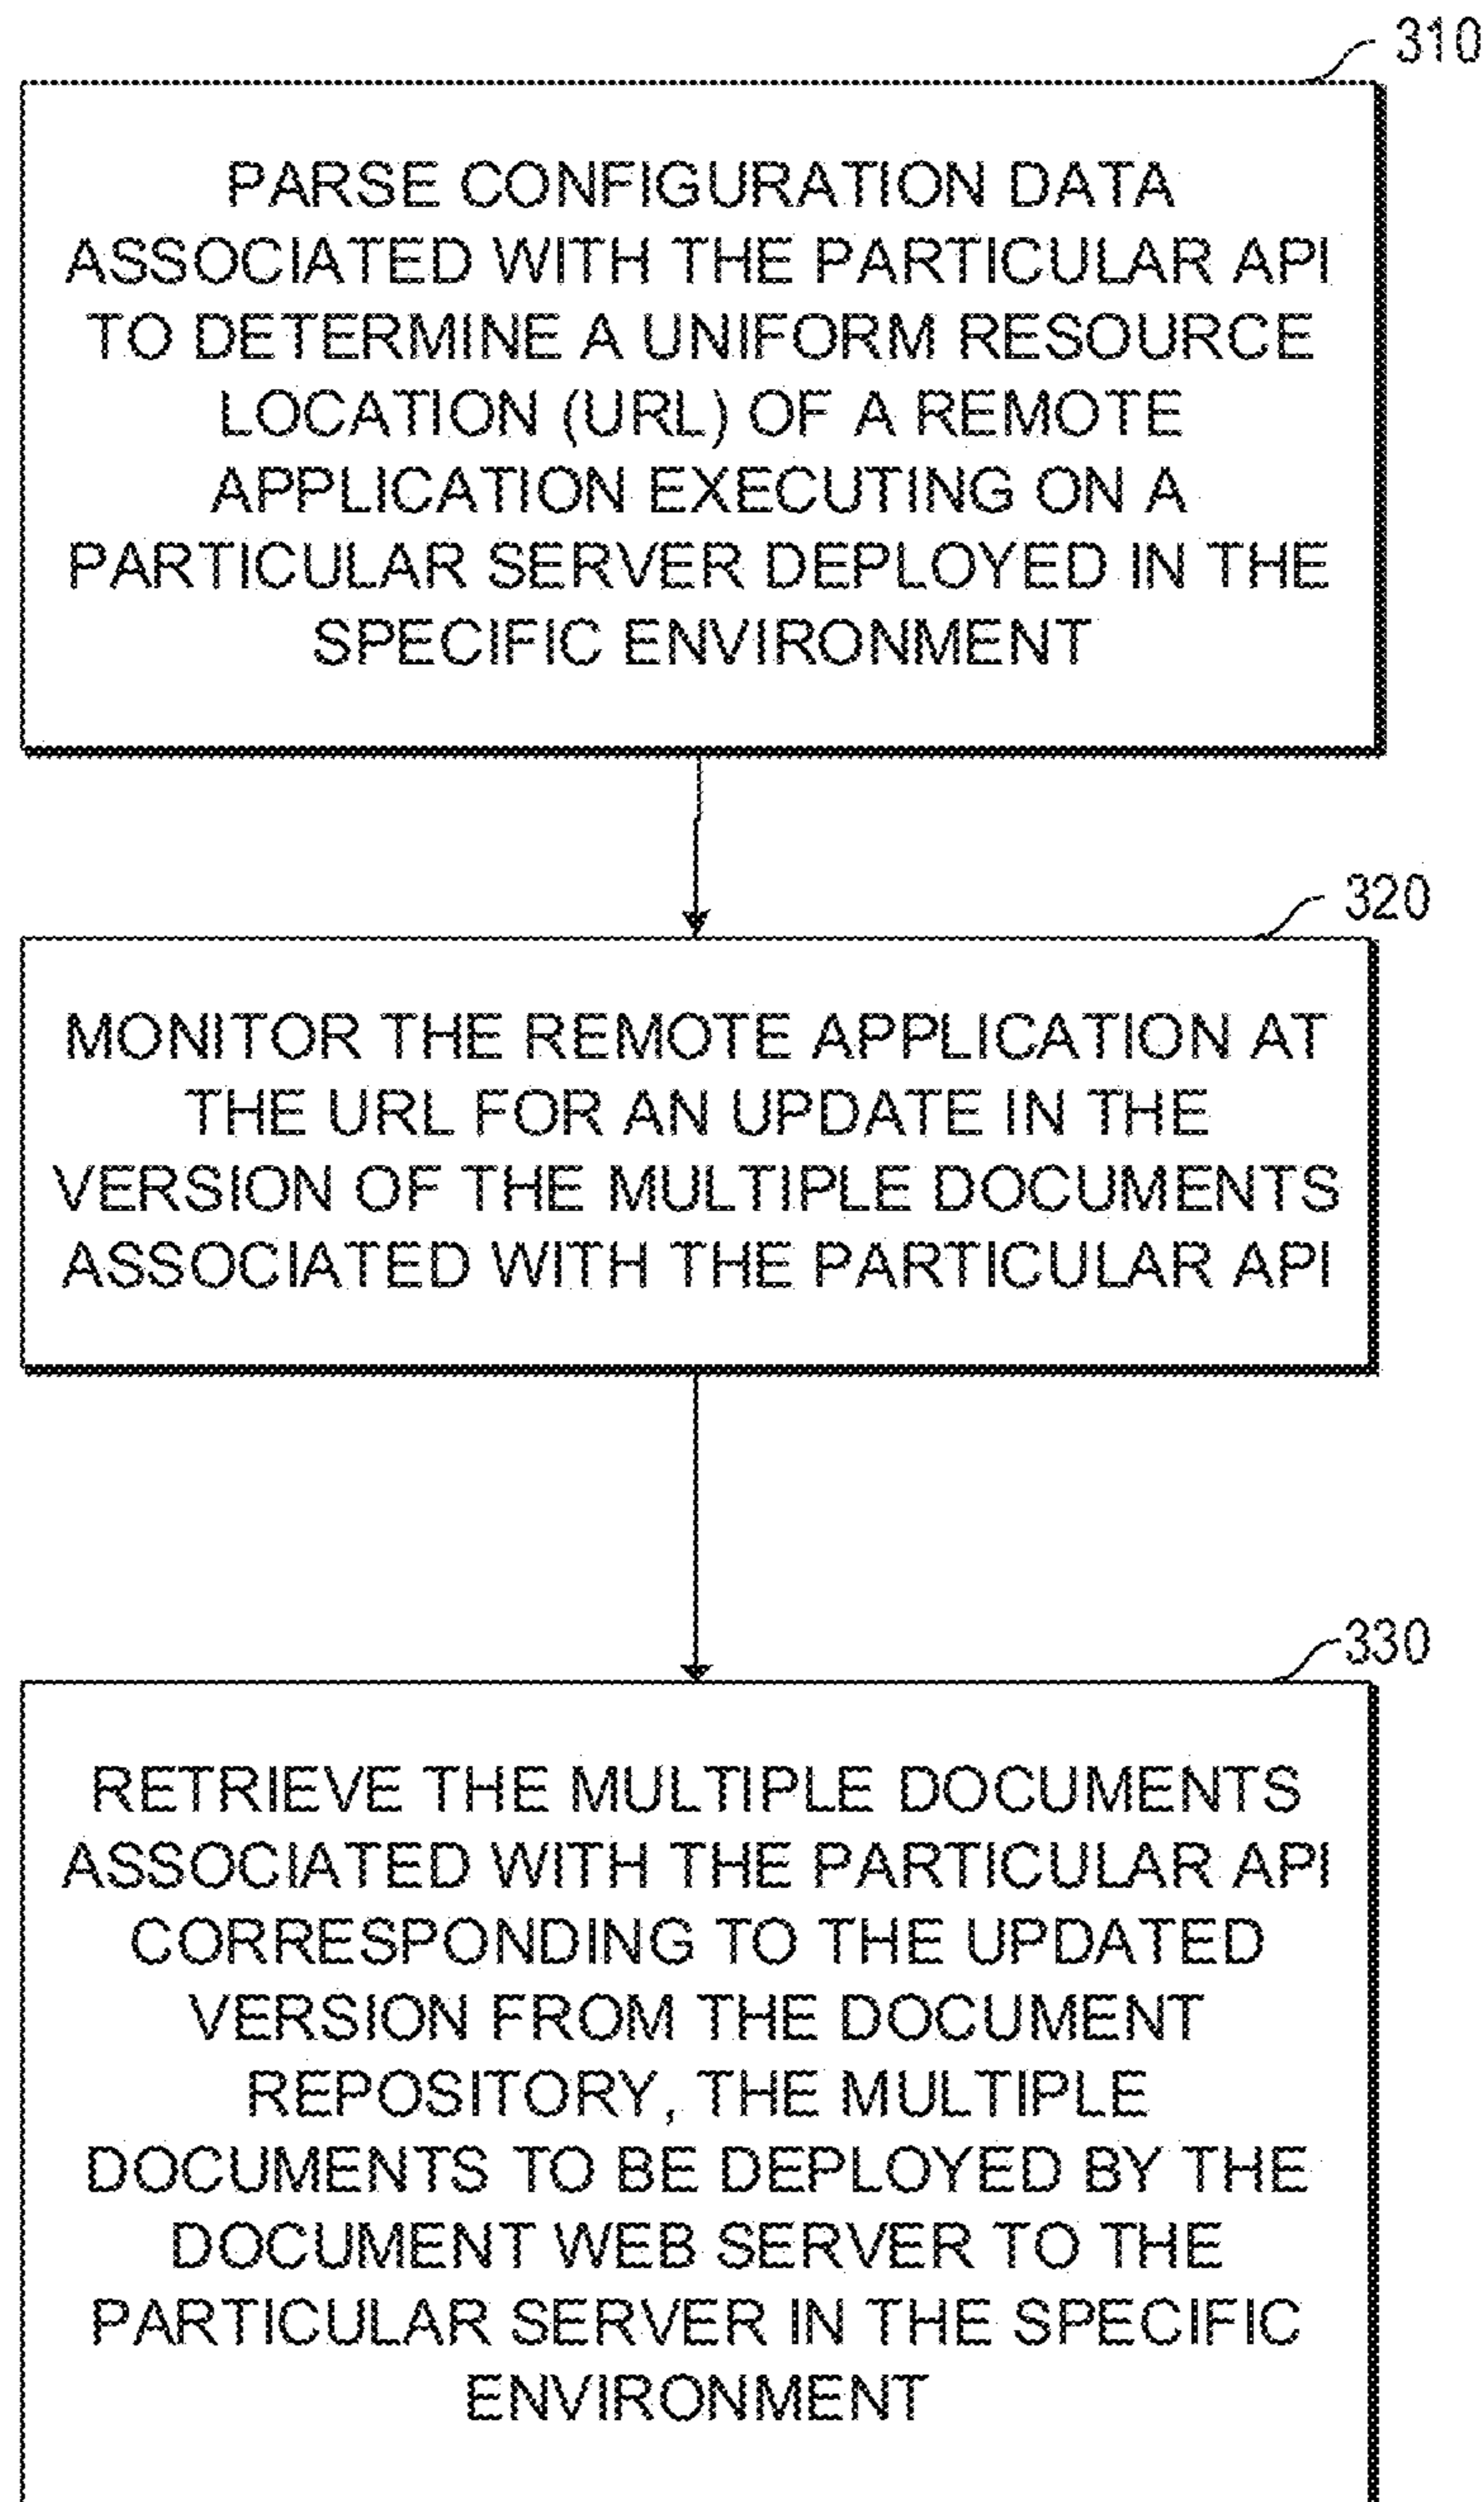 310
PARSE CONFIGURATION DATA
ASSOCIATED WITH THE PARTICULAR API
TO DETERMINE A UNIFORM RESOURCE
LOCATION (URL) OF A REMOTE
APPLICATION EXECUTING ON A
PARTICULAR SERVER DEPLOYED IN THE
SPECIFIC ENVIRONMENT
320
MONITOR THE REMOTE APPLICATION AT
THE URL FOR AN UPDATE IN THE
VERSION OF THE MULTIPLE DOCUMENTS
ASSOCIATED WITH THE PARTICULAR API
330
RETRIEVE THE MULTIPLE DOCUMENTS
ASSOCIATED WITH THE PARTICULAR API
CORRESPONDING TO THE UPDATED
VERSION FROM THE DOCUMENT
REPOSITORY, THE MULTIPLE
DOCUMENTS TO BE DEPLOYED BY THE
DOCUMENT WEB SERVER TO THE
PARTICULAR SERVER IN THE SPECIFIC
ENVIRONMENT